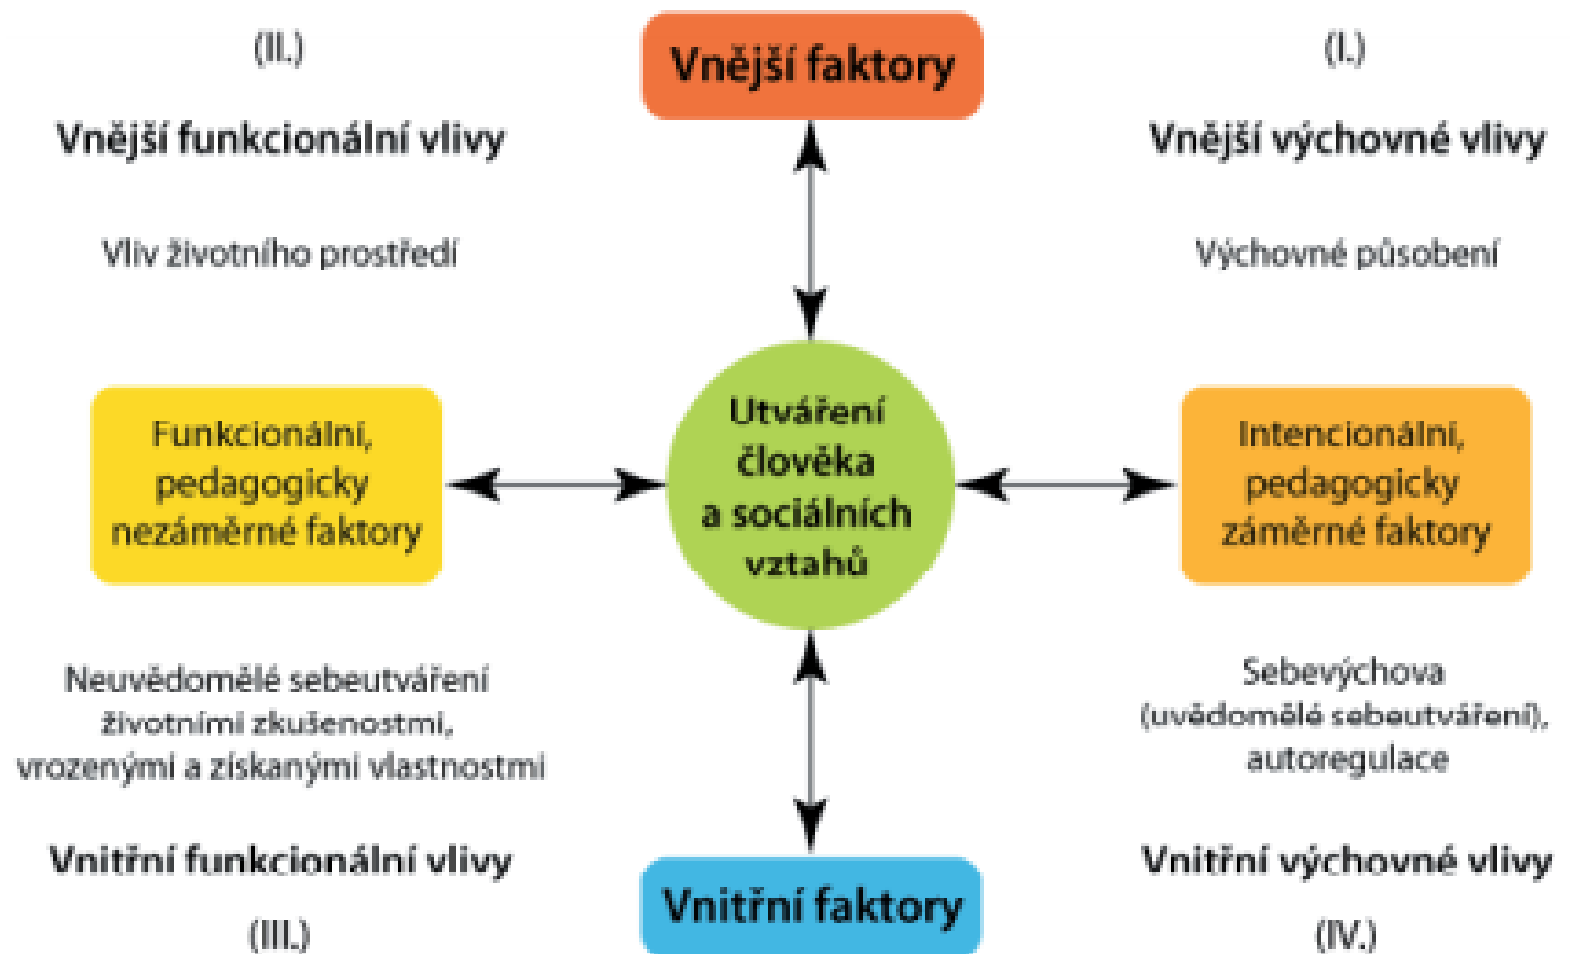 (II.)
Vnější faktory
(I.)
Vnější funkcionální vlivy
Vnější výchovné vlivy
Vliv životního prostředí
Výchovné působení
Funkcionální,
pedagogicky
nezáměrné faktory
Utváření
člověka
a sociálních
vztahů
Intencionální,
pedagogicky
záměrné faktory
Neuvědomělé sebeutváření
životními zkušenostmi,
vrozenými a získanými vlastnostmi
Sebevýchova
(uvědomělé sebeutváření),
autoregulace
Vnitřní funkcionální vlivy
Vnitřní výchovné vlivy
(III.)
Vnitřní faktory
(IV.)